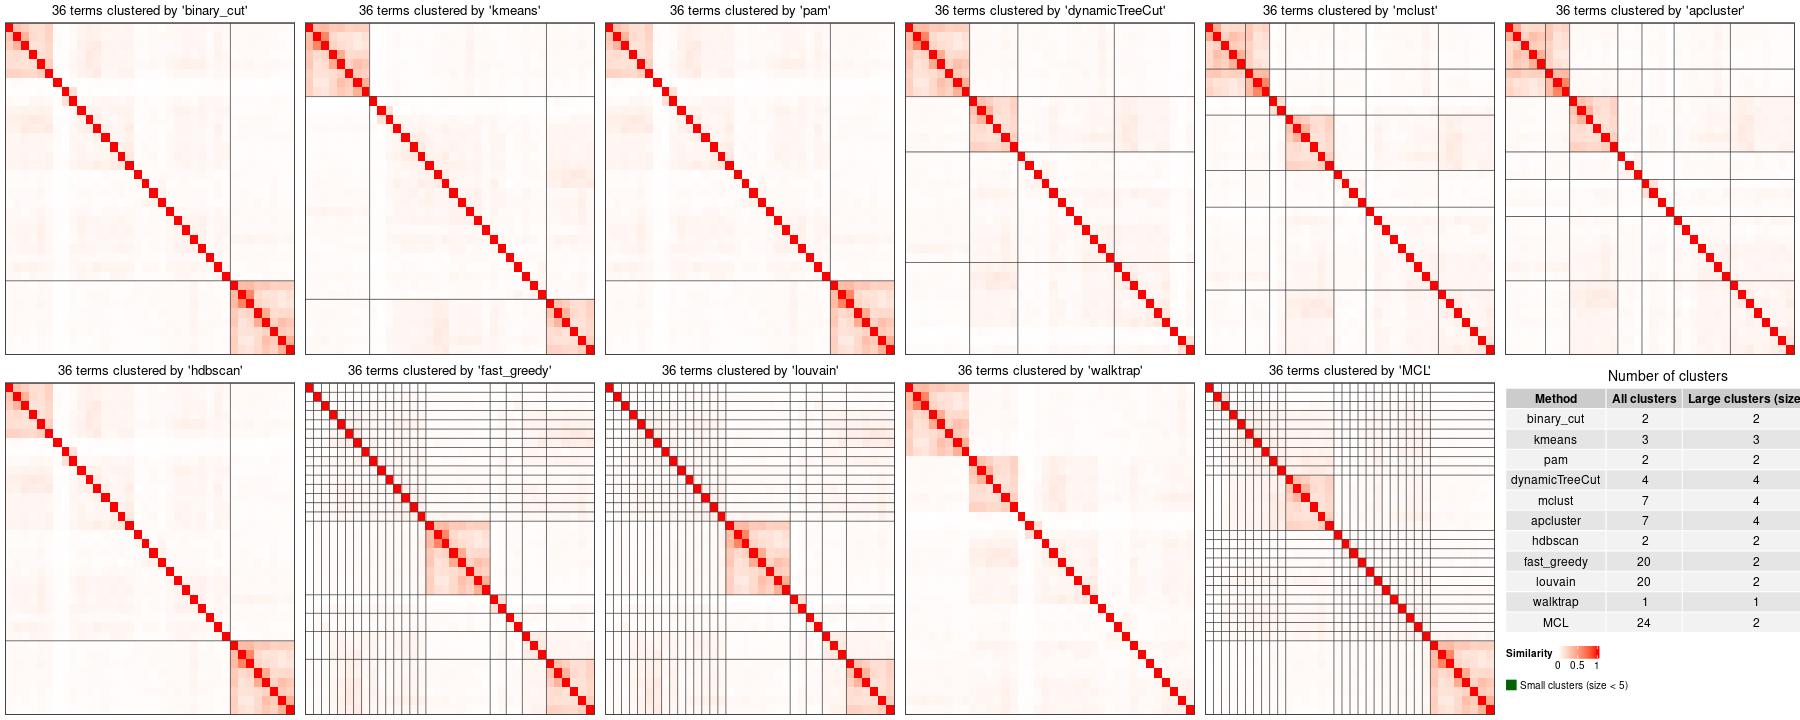 36 terms clustered by 'binary_cut'
36 terms clustered by 'kmeans'
36 terms clustered by 'pam'
36 terms clustered by 'dynamicTreeCut'
36 terms clustered by 'mclust'
36 terms clustered by 'apcluster'
36 terms clustered by 'hdbscan'
36 terms clustered by 'fast_greedy'
36 terms clustered by 'louvain'
36 terms clustered by 'walktrap'
36 terms clustered by 'MCL'
Number of clusters
Method All clusters Large clusters (size
binary_cut 2 2
kmeans 3 3
pam 2 2
dynamicTreeCut 4 4
mclust 7 4
apcluster 7 4
hdbscan 2 2
fast_greedy 20 2
louvain 20 2
walktrap 1 1
MCL 24 2
Similarity
0 0.5 1
Small clusters (size < 5)